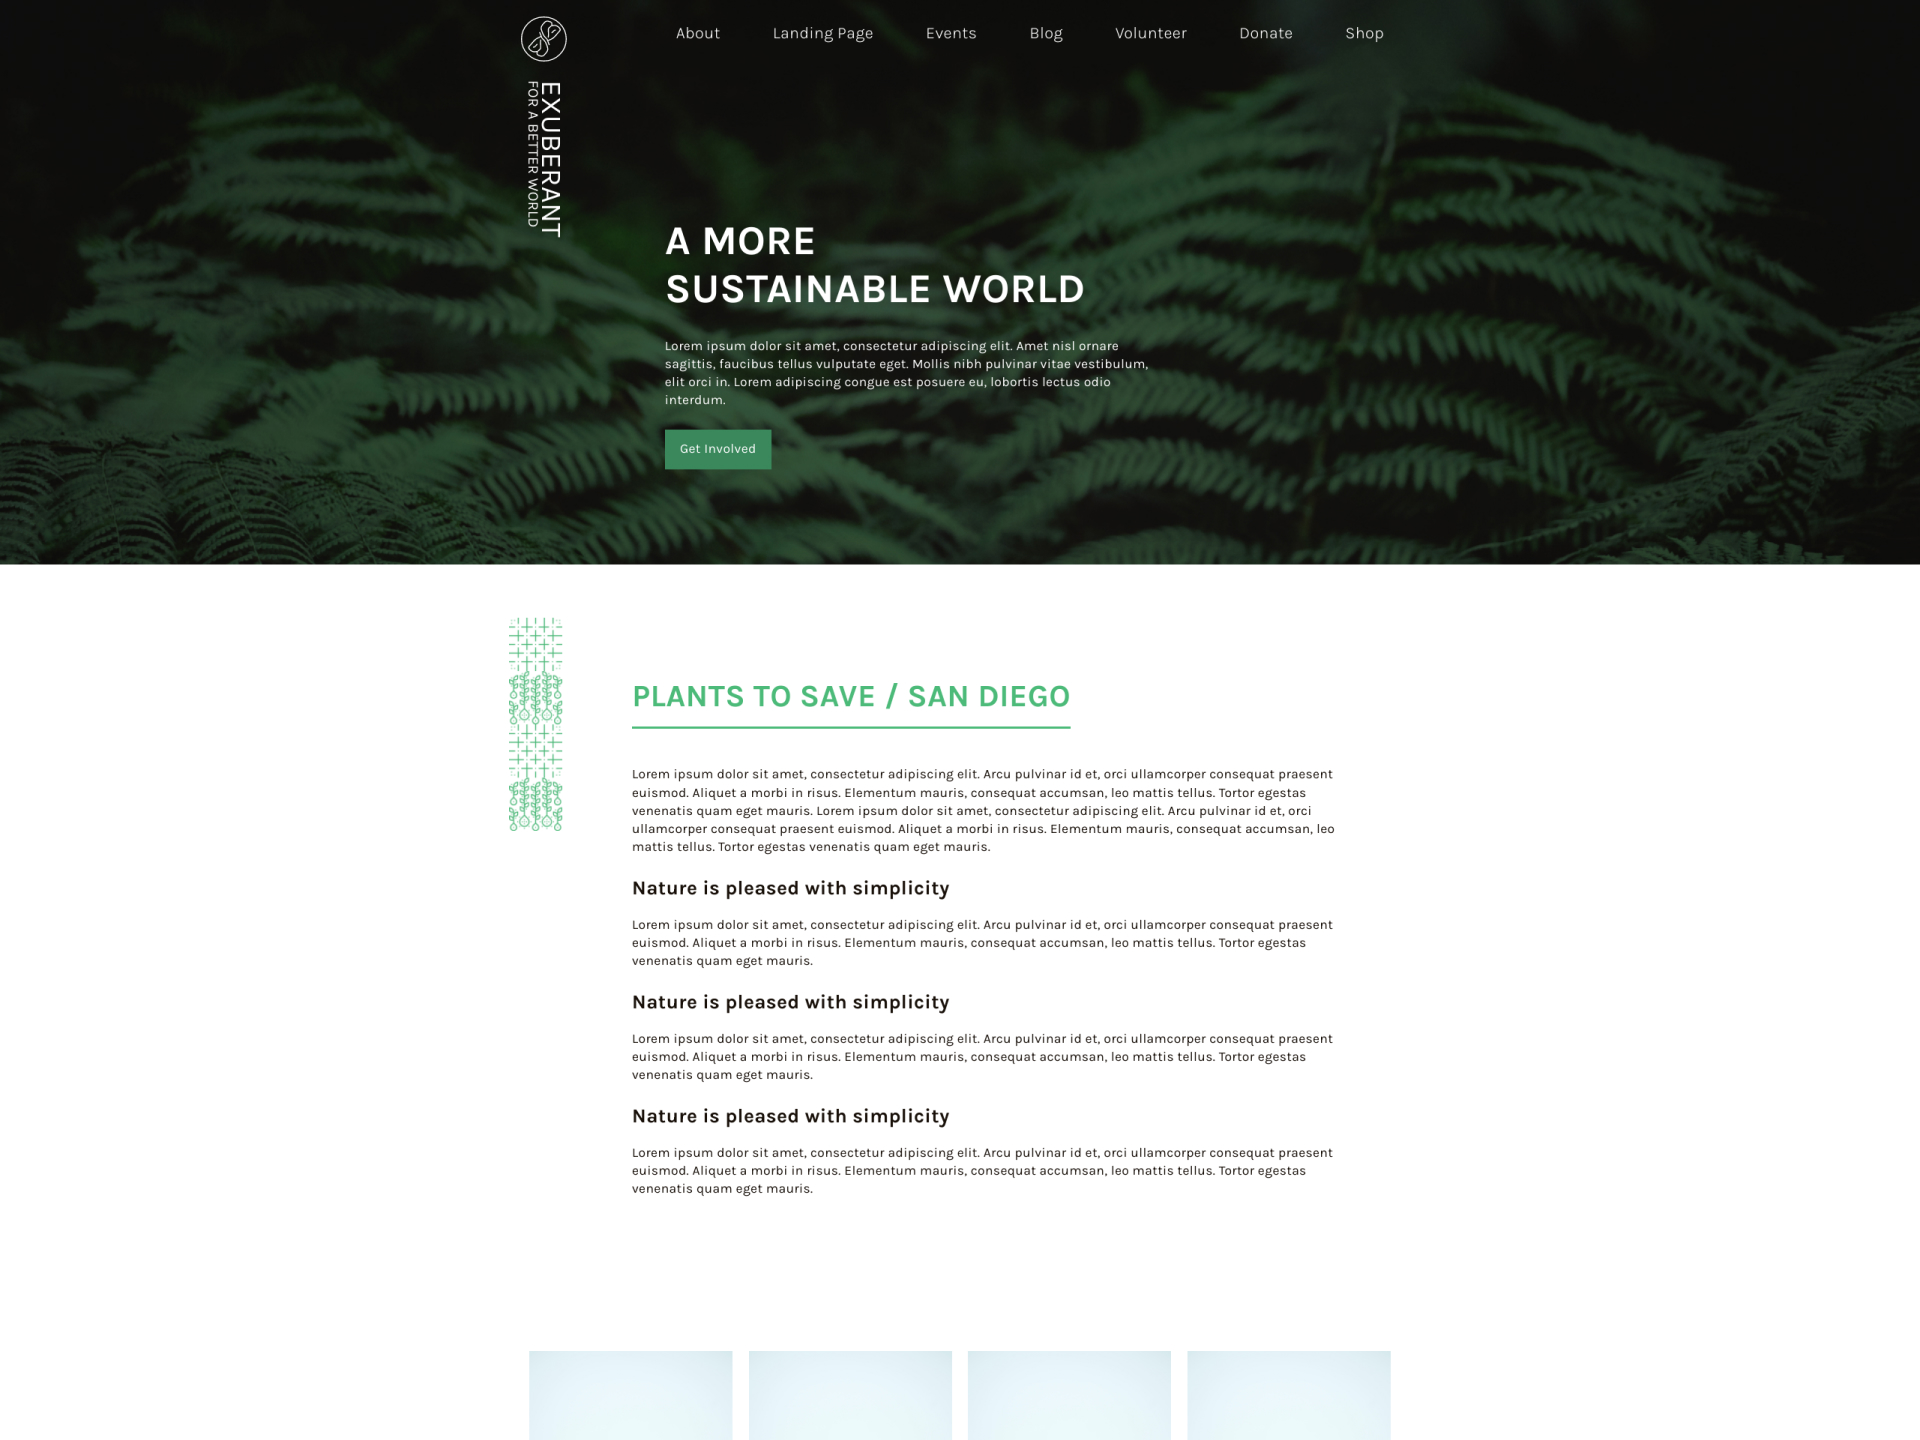 About Landing Page Events Blog Volunteer Donate Shop
EXUBERANT
FOR A BETTER WORLD
A MORE
SUSTAINABLE WORLD
Lorem ipsum dolor sit amet, consectetur adipiscing elit. Amet nisl ornare
sagittis, faucibus tellus vulputate eget. Mollis nibh pulvinar vitae vestibulum,
elit orci in. Lorem adipiscing congue est posuere eu, lobortis lectus odio
interdum.
Get Involved
PLANTS TO SAVE / SAN DIEGO
Lorem ipsum dolor sit amet, consectetur adipiscing elit. Arcu pulvinar id et, orci ullamcorper consequat praesent
euismod. Aliquet a morbi in risus. Elementum mauris, consequat accumsan, leo mattis tellus. Tortor egestas
venenatis quam eget mauris. Lorem ipsum dolor sit amet, consectetur adipiscing elit. Arcu pulvinar id et, orci
ullamcorper consequat praesent euismod. Aliquet a morbi in risus. Elementum mauris, consequat accumsan, leo
mattis tellus. Tortor egestas venenatis quam eget mauris.
Nature is pleased with simplicity
Lorem ipsum dolor sit amet, consectetur adipiscing elit. Arcu pulvinar id et, orci ullamcorper consequat praesent
euismod. Aliquet a morbi in risus. Elementum mauris, consequat accumsan, leo mattis tellus. Tortor egestas
venenatis quam eget mauris.
Nature is pleased with simplicity
Lorem ipsum dolor sit amet, consectetur adipiscing elit. Arcu pulvinar id et, orci ullamcorper consequat praesent
euismod. Aliquet a morbi in risus. Elementum mauris, consequat accumsan, leo mattis tellus. Tortor egestas
venenatis quam eget mauris.
Nature is pleased with simplicity
Lorem ipsum dolor sit amet, consectetur adipiscing elit. Arcu pulvinar id et, orci ullamcorper consequat praesent
euismod. Aliquet a morbi in risus. Elementum mauris, consequat accumsan, leo mattis tellus. Tortor egestas
venenatis quam eget mauris.